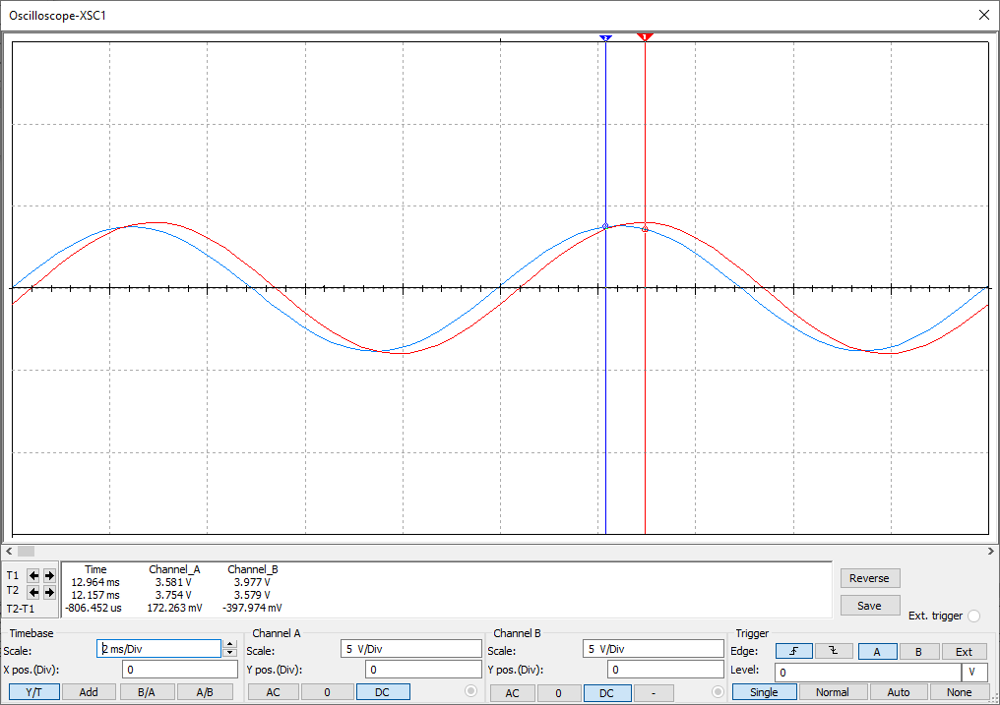 Oscilloscope-XSC1
2 1
T1
T2
T2-T1
Time Channel_A Channel_B
12.964 ms 3.581 V 3.977 V
12.157 ms 3.754 V 3.579 V
-806.452 us 172.263 mV -397.974 mV
Reverse
Save
Ext. trigger
Timebase
Scale: 2 ms/Div
X pos.(Div): 0
Y/T Add B/A A/B
Channel A
Scale: 5 V/Div
Y pos.(Div): 0
AC 0 DC
Channel B
Scale: 5 V/Div
Y pos.(Div): 0
AC 0 DC -
Trigger
Edge: A B Ext
Level: 0 V
Single Normal Auto None